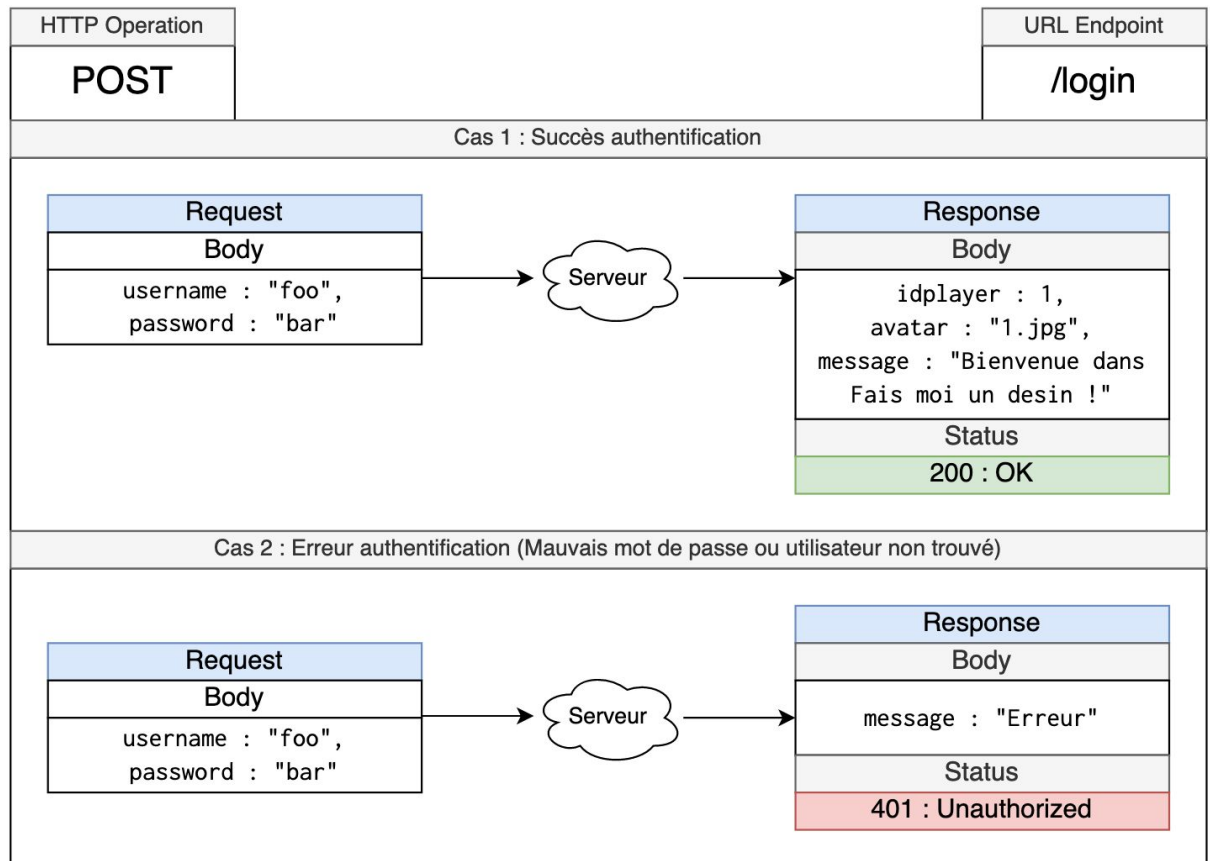 HTTP Operation
URL Endpoint
POST
/login
Cas 1 : Succès authentification
Request
Body
username : "foo",
password : "bar"
Serveur
Response
Body
idplayer : 1,
avatar : "1.jpg",
message : "Bienvenue dans
Fais moi un desin !"
Status
200 : OK
Cas 2 : Erreur authentification (Mauvais mot de passe ou utilisateur non trouvé)
Request
Body
username : "foo",
password : "bar"
Serveur
Response
Body
message : "Erreur"
Status
401 : Unauthorized